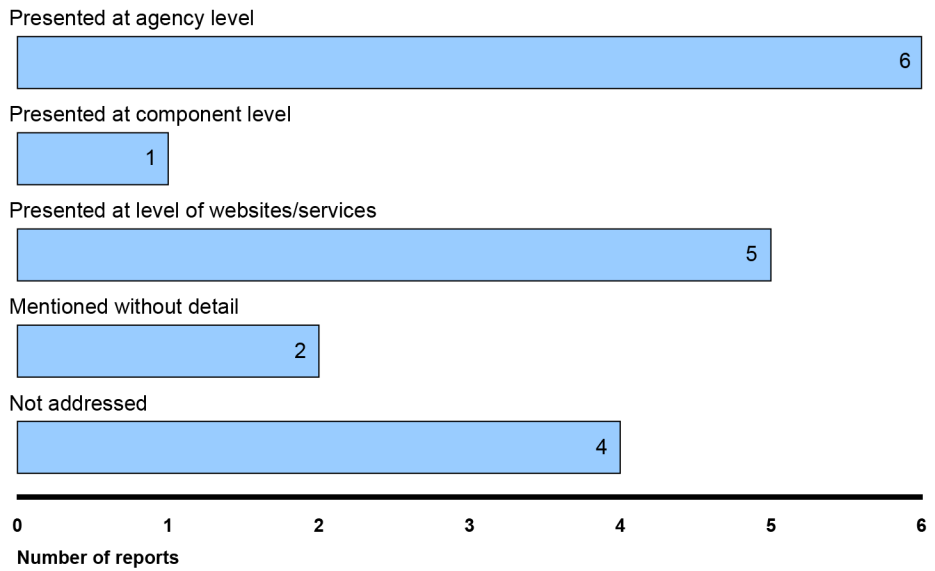 Presented at agency level
6
Presented at component level
1
Presented at level of websites/services
5
Mentioned without detail
2
Not addressed
4
0 1 2 3 4 5 6
Number of reports